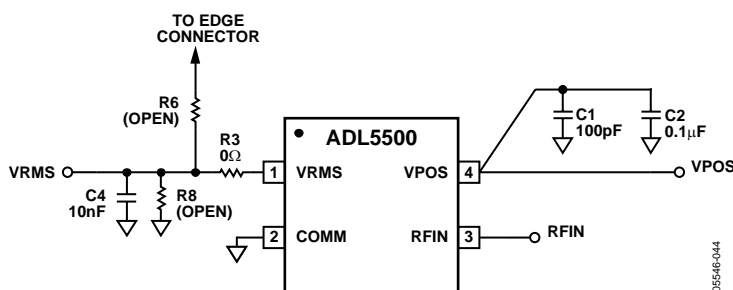 TO EDGE
CONNECTOR
R6
(OPEN)
R3
0Ω
ADL5500
C1
100pF
C2
0.1µF
VRMS
1
VRMS
VPOS
4
VPOS
C4
10nF
R8
(OPEN)
2
COMM
RFIN
3
RFIN
05546-044